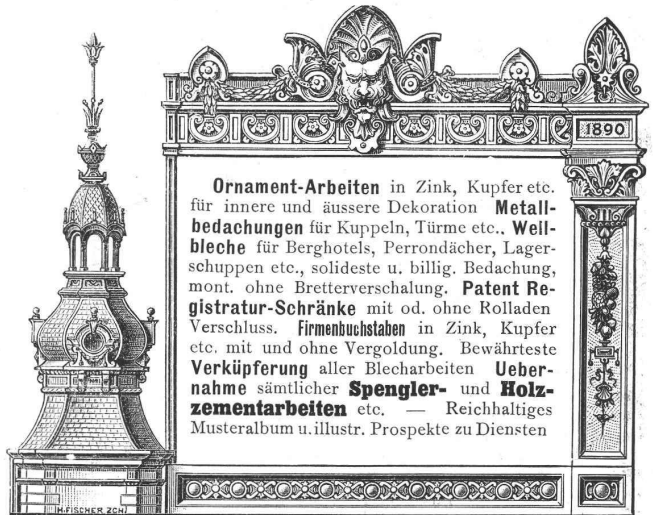 1890
Ornament-Arbeiten in Zink, Kupfer etc.
für innere und äussere Dekoration Metall-
bedachungen für Kuppeln, Türme etc., Well-
bleche für Berghotels, Perrondächer, Lager-
schuppen etc., solideste u. billig. Bedachung,
mont. ohne Bretterverschalung. Patent Re-
gistratur-Schränke mit od. ohne Rolladen
Verschluss. Firmenbuchstaben in Zink, Kupfer
etc. mit und ohne Vergoldung. Bewährteste
Verküpferung aller Blecharbeiten Ueber-
nahme sämtlicher Spengler- und Holz-
zementarbeiten etc. — Reichhaltiges
Musteralbum u. illustr. Prospekte zu Diensten
H. FISCHER. ZCH.